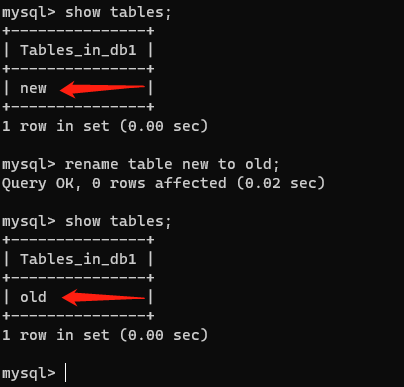 mysql> show tables;
+---------------+
| Tables_in_db1 |
+---------------+
| new           |
+---------------+
1 row in set (0.00 sec)
mysql> rename table new to old;
Query OK, 0 rows affected (0.02 sec)
mysql> show tables;
+---------------+
| Tables_in_db1 |
+---------------+
| old           |
+---------------+
1 row in set (0.00 sec)
mysql>